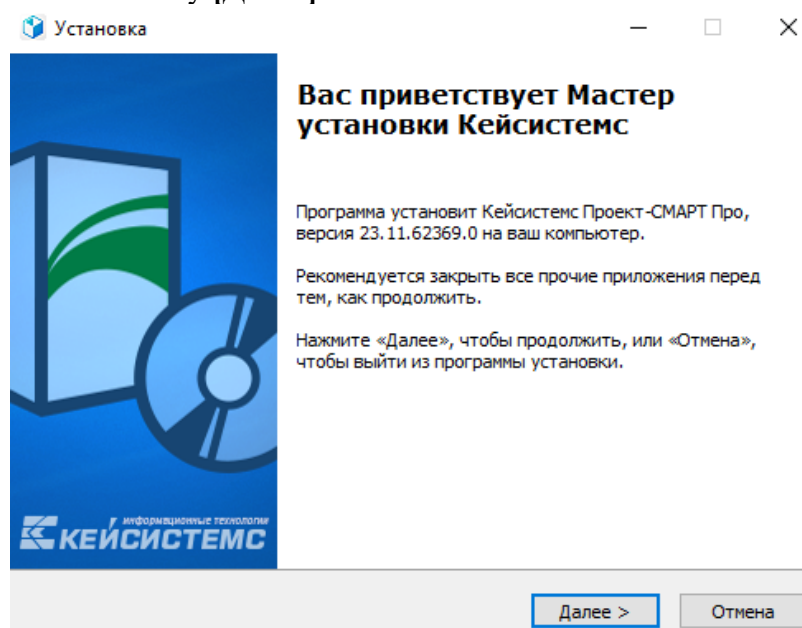 Установка
Вас приветствует Мастер
установки Кейсистемс
Программа установит Кейсистемс Проект-СМАРТ Про,
версия 23.11.62369.0 на ваш компьютер.
Рекомендуется закрыть все прочие приложения перед
тем, как продолжить.
Нажмите «Далее», чтобы продолжить, или «Отмена»,
чтобы выйти из программы установки.
информационные технологии
КЕЙСИСТЕМС
Далее >
Отмена